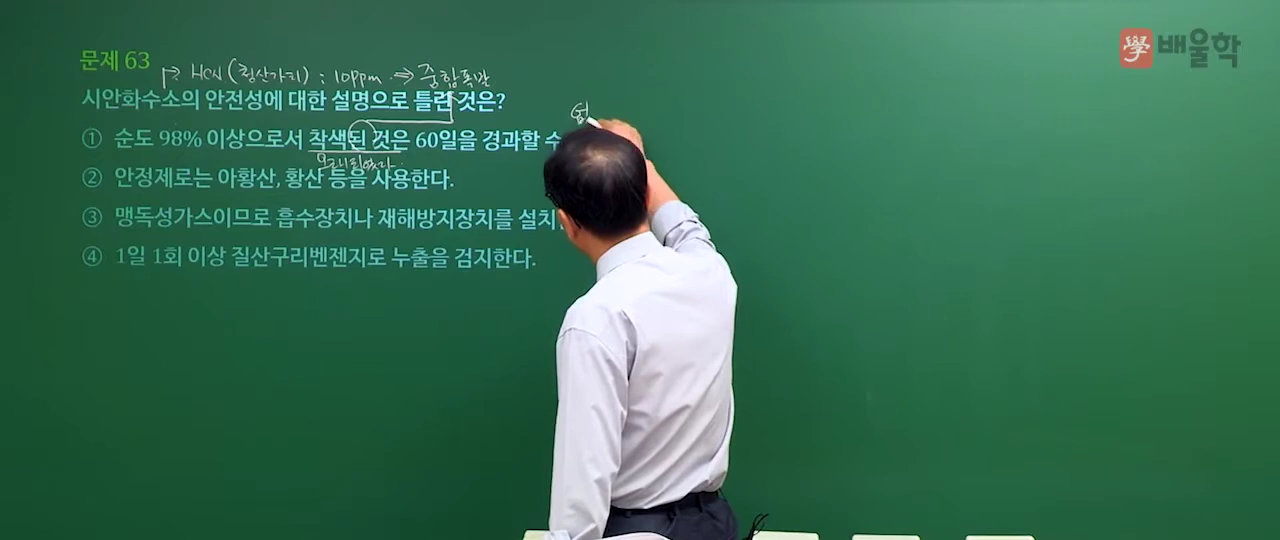 學 배울학
문제 63
HCN (청산가리) : 10ppm ⇒ 중합폭발
시안화수소의 안전성에 대한 설명으로 틀린 것은?
① 순도 98% 이상으로서 착색된 것은 60일을 경과할 수
오래되었다
② 안정제로는 아황산, 황산 등을 사용한다.
③ 맹독성가스이므로 흡수장치나 재해방지장치를 설치
④ 1일 1회 이상 질산구리벤젠지로 누출을 검지한다.